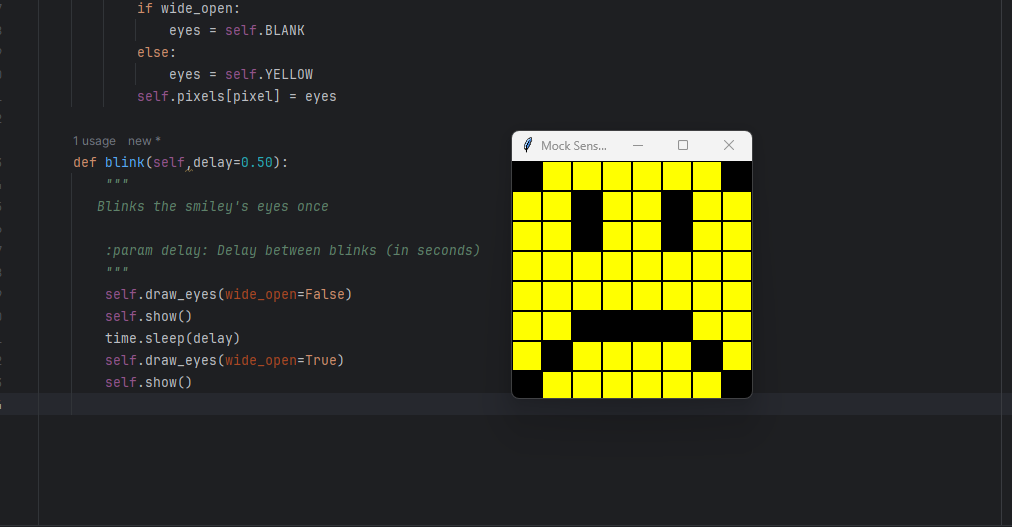 if wide_open:
eyes = self.BLANK
else:
eyes = self.YELLOW
self.pixels[pixel] = eyes
1 usage new *
def blink(self,delay=0.50):
"""
Blinks the smiley's eyes once
:param delay: Delay between blinks (in seconds)
"""
self.draw_eyes(wide_open=False)
self.show()
time.sleep(delay)
self.draw_eyes(wide_open=True)
self.show()
Mock Sens...